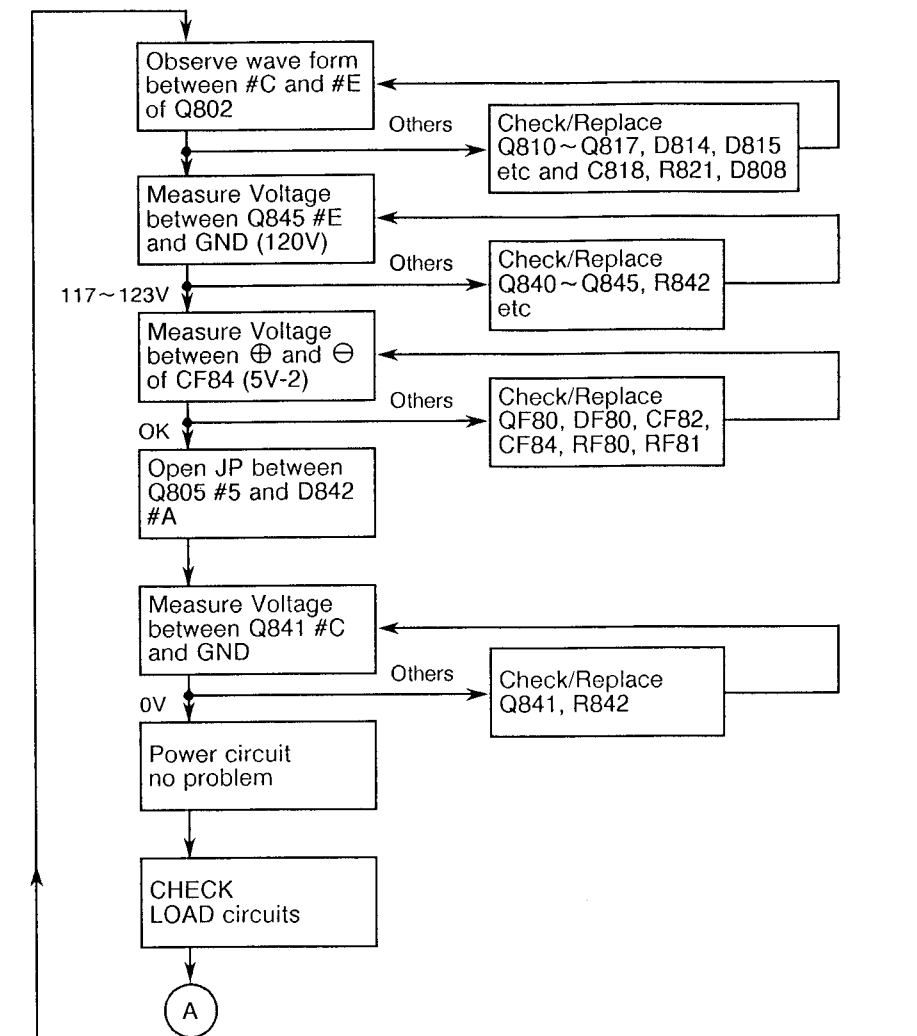 Observe wave form
between #C and #E
of Q802
Others
Check/Replace
Q810~Q817, D814, D815
etc and C818, R821, D808
Measure Voltage
between Q845 #E
and GND (120V)
Others
Check/Replace
Q840~Q845, R842
etc
117~123V
Measure Voltage
between ⊕ and ⊖
of CF84 (5V-2)
Others
Check/Replace
QF80, DF80, CF82,
CF84, RF80, RF81
OK
Open JP between
Q805 #5 and D842
#A
Measure Voltage
between Q841 #C
and GND
Others
Check/Replace
Q841, R842
0V
Power circuit
no problem
CHECK
LOAD circuits
A